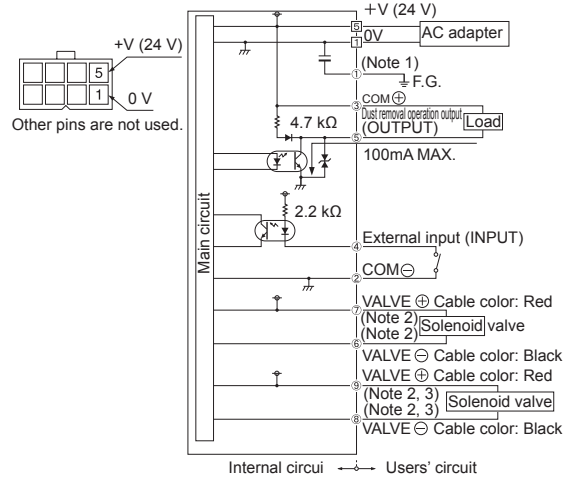 +V (24 V)
5
1
0 V
Other pins are not used.
Main circuit
4.7 kΩ
2.2 kΩ
5
+V (24 V)
1
0V
AC adapter
(Note 1)
①
F.G.
③
COM⊕
Dust removal operation output
(OUTPUT)
Load
⑤
100mA MAX.
External input (INPUT)
④
COM⊖
②
VALVE ⊕ Cable color: Red
⑦
(Note 2)
(Note 2)
Solenoid valve
⑥
VALVE ⊖ Cable color: Black
VALVE ⊕ Cable color: Red
⑨
(Note 2, 3)
(Note 2, 3)
Solenoid valve
⑧
VALVE ⊖ Cable color: Black
Internal circui
Users' circuit